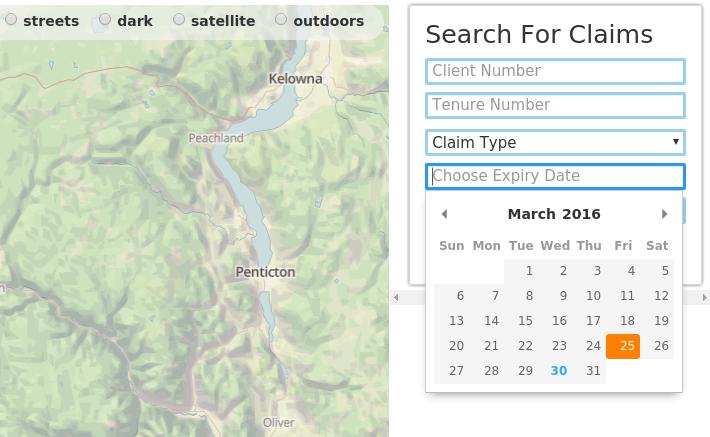 streets dark satellite outdoors
Kelowna
Peachland
Penticton
Oliver
Search For Claims
Client Number
Tenure Number
Claim Type
Choose Expiry Date
March 2016
Sun Mon Tue Wed Thu Fri Sat
1 2 3 4 5
6 7 8 9 10 11 12
13 14 15 16 17 18 19
20 21 22 23 24 25 26
27 28 29 30 31